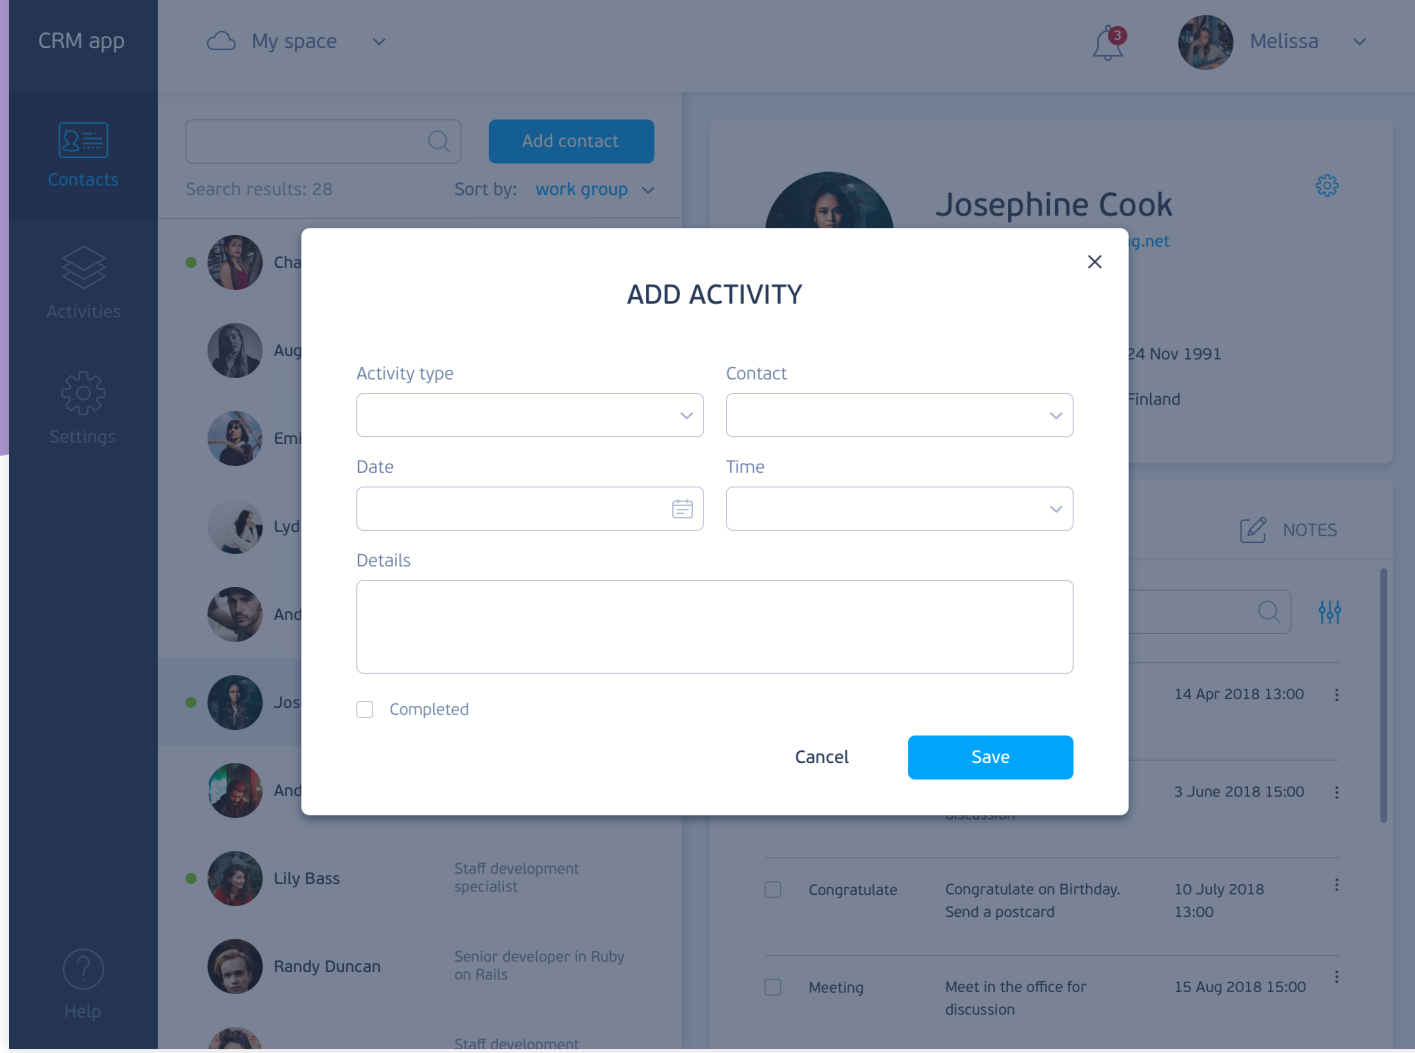 CRM app
My space
3
Melissa
Contacts
Activities
Settings
Help
Add contact
Search results: 28
Sort by: work group
Cha
Aug
Emi
Lyd
And
Jos
And
Lily Bass
Staff development
specialist
Randy Duncan
Senior developer in Ruby
on Rails
Staff development
Josephine Cook
g.net
24 Nov 1991
Finland
NOTES
ADD ACTIVITY
Activity type
Contact
Date
Time
Details
Completed
Cancel
Save
14 Apr 2018 13:00
3 June 2018 15:00
discussion
Congratulate
Congratulate on Birthday.
Send a postcard
10 July 2018
13:00
Meeting
Meet in the office for
discussion
15 Aug 2018 15:00